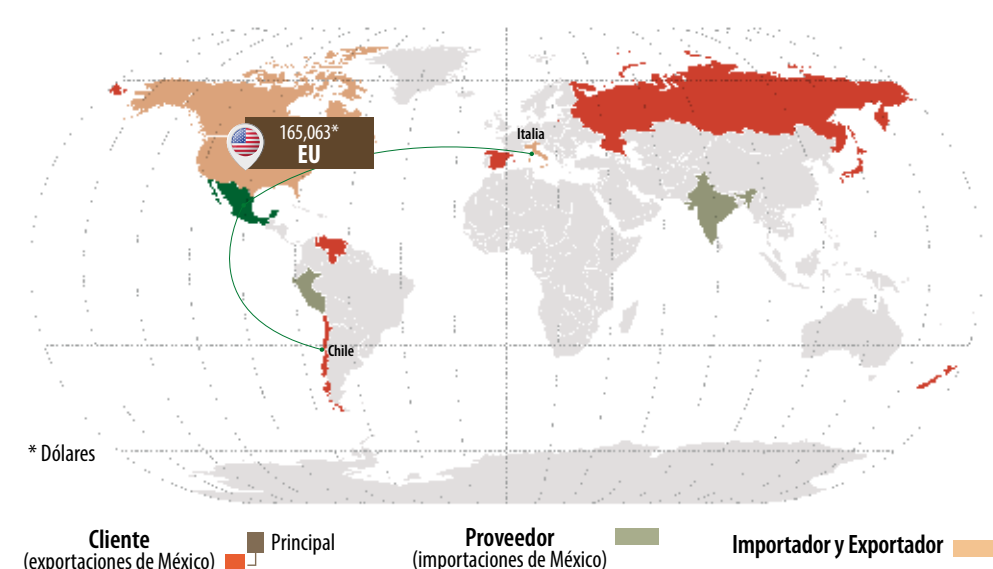 165,063*
EU
Italia
Chile
* Dólares
Cliente
(exportaciones de México)
Principal
Proveedor
(importaciones de México)
Importador y Exportador